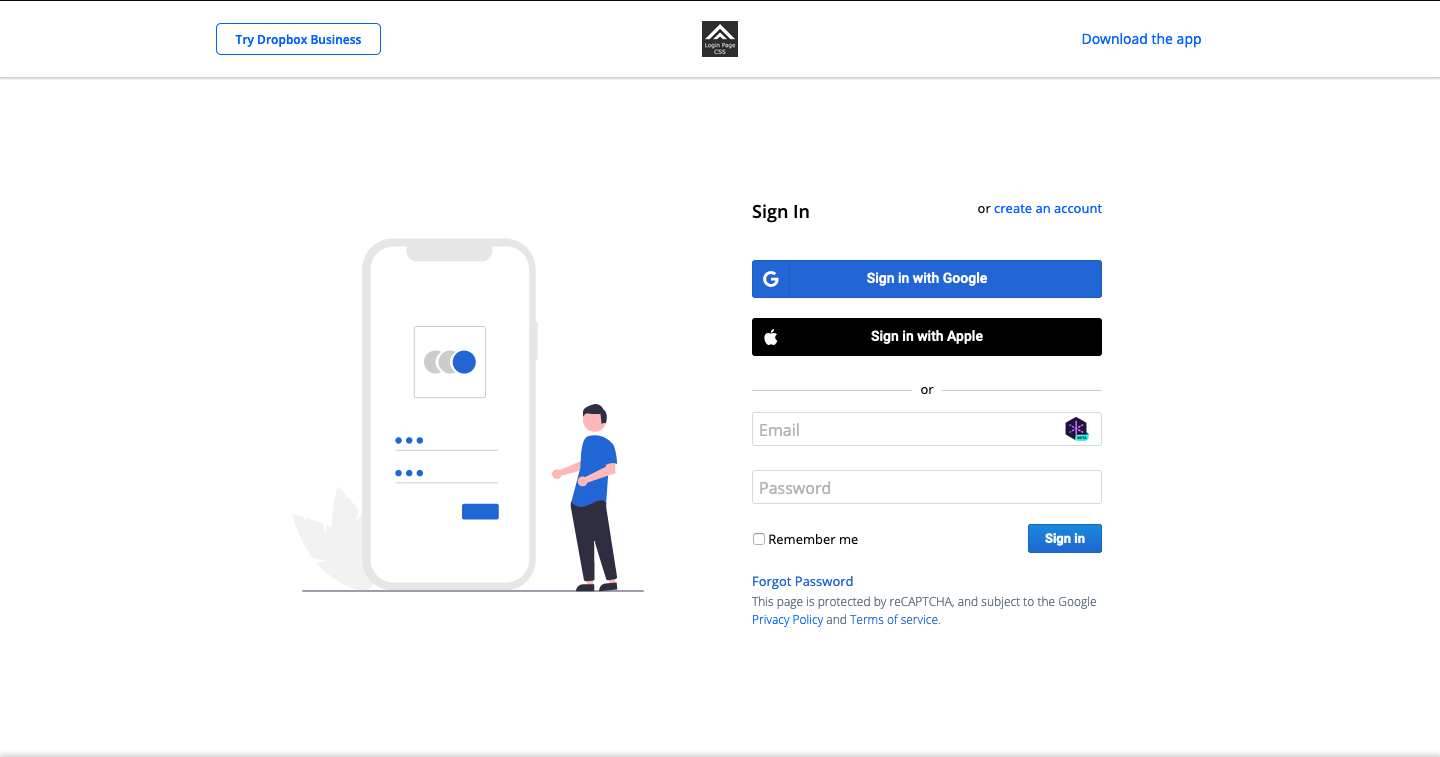 Try Dropbox Business
Login Page
CSS
Download the app
Sign In
or create an account
Sign in with Google
Sign in with Apple
or
Email
BETA
Password
Remember me
Sign in
Forgot Password
This page is protected by reCAPTCHA, and subject to the Google
Privacy Policy and Terms of service.